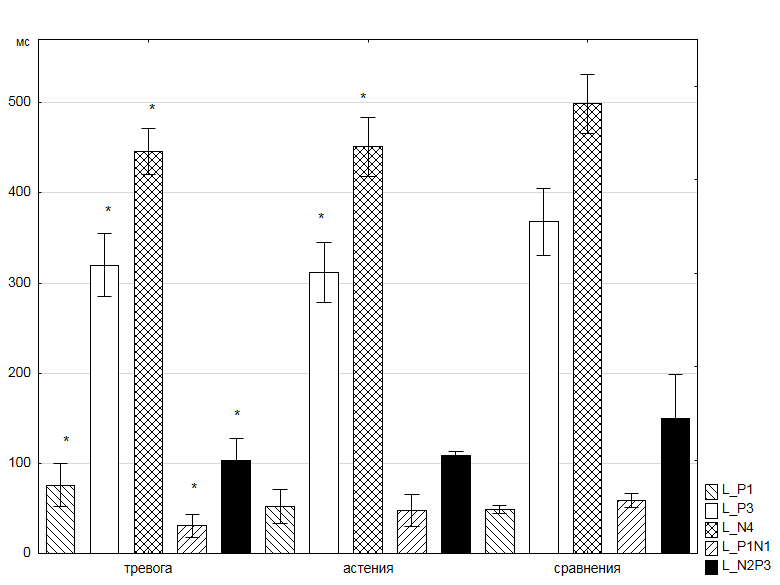 мс
500
400
300
200
100
0
* * * * * * *
тревога
астения
сравнения
L_P1
L_P3
L_N4
L_P1N1
L_N2P3